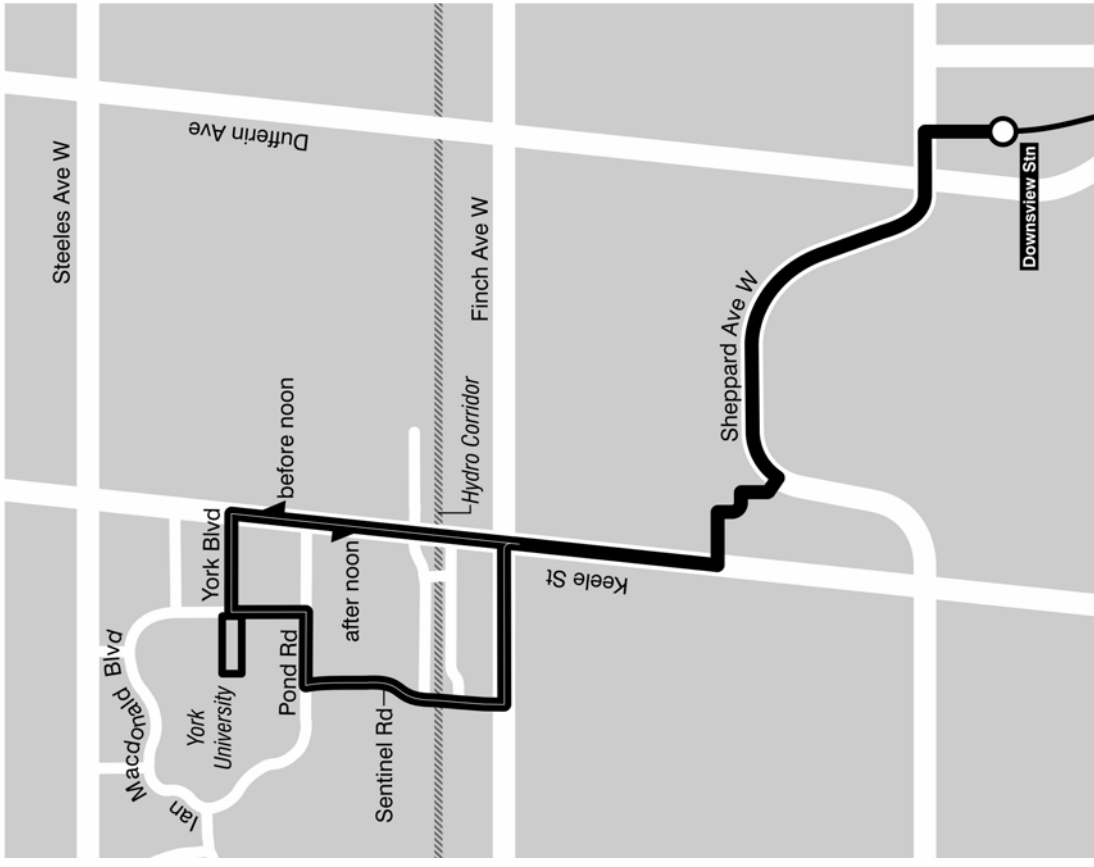 Steeles Ave W
Dufferin Ave
Finch Ave W
Downsview Stn
Sheppard Ave W
before noon
Hydro Corridor
York Blvd
after noon
Keele St
Ian Macdonald Blvd
York
University
Pond Rd
Sentinel Rd